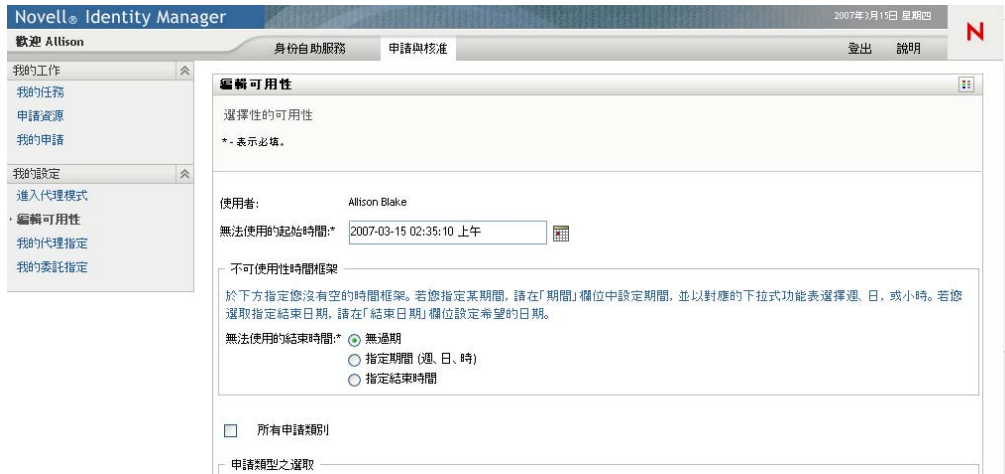 Novell® Identity Manager
2007年3月15日 星期四
N
歡迎 Allison
身份自助服務
申請與核准
登出
說明
我的工作
我的任務
申請資源
我的申請
我的設定
進入代理模式
編輯可用性
我的代理指定
我的委託指定
編輯可用性
選擇性的可用性
* - 表示必填。
使用者: Allison Blake
無法使用的起始時間:* 2007-03-15 02:35:10 上午
不可使用性時間框架
於下方指定您沒有空的時間框架。若您指定某期間, 請在「期間」欄位中設定期間, 並以對應的下拉式功能表選擇週、日, 或小時。若您
選取指定結束日期, 請在「結束日期」欄位設定希望的日期。
無法使用的結束時間:* 無過期
指定期間 (週、日、時)
指定結束時間
所有申請類別
申請類型之選取